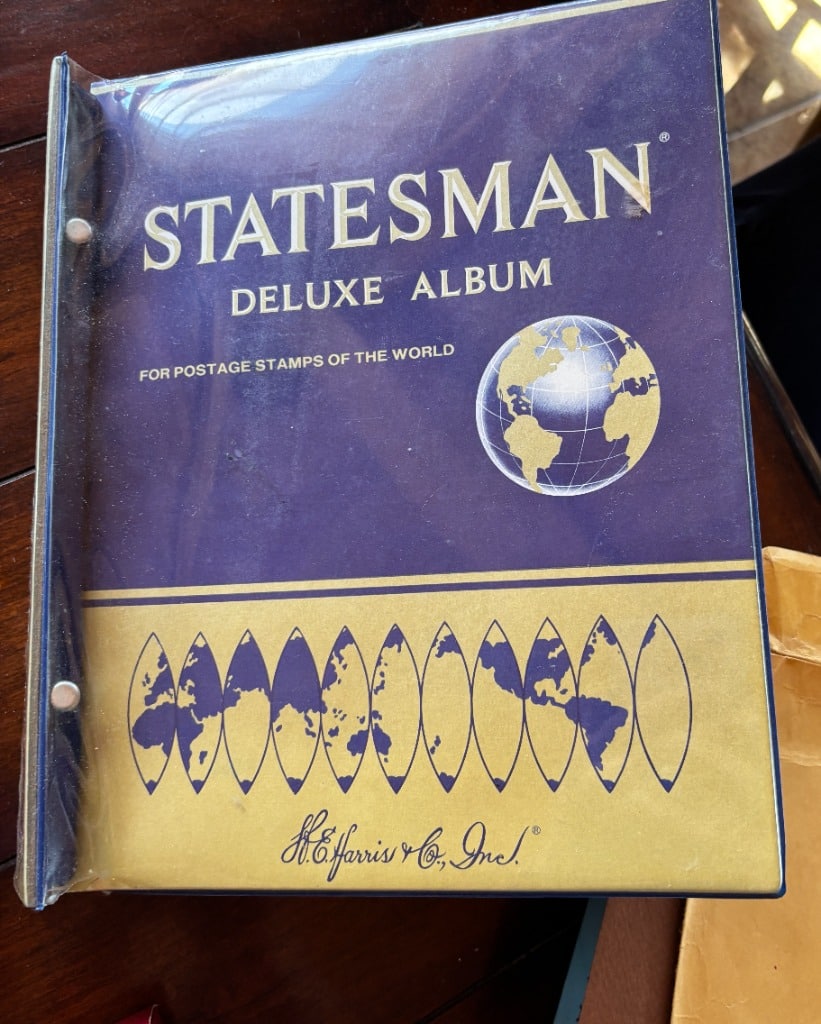 STATESMAN®
DELUXE ALBUM
FOR POSTAGE STAMPS OF THE WORLD
H.E. Harris & Co., Inc.®